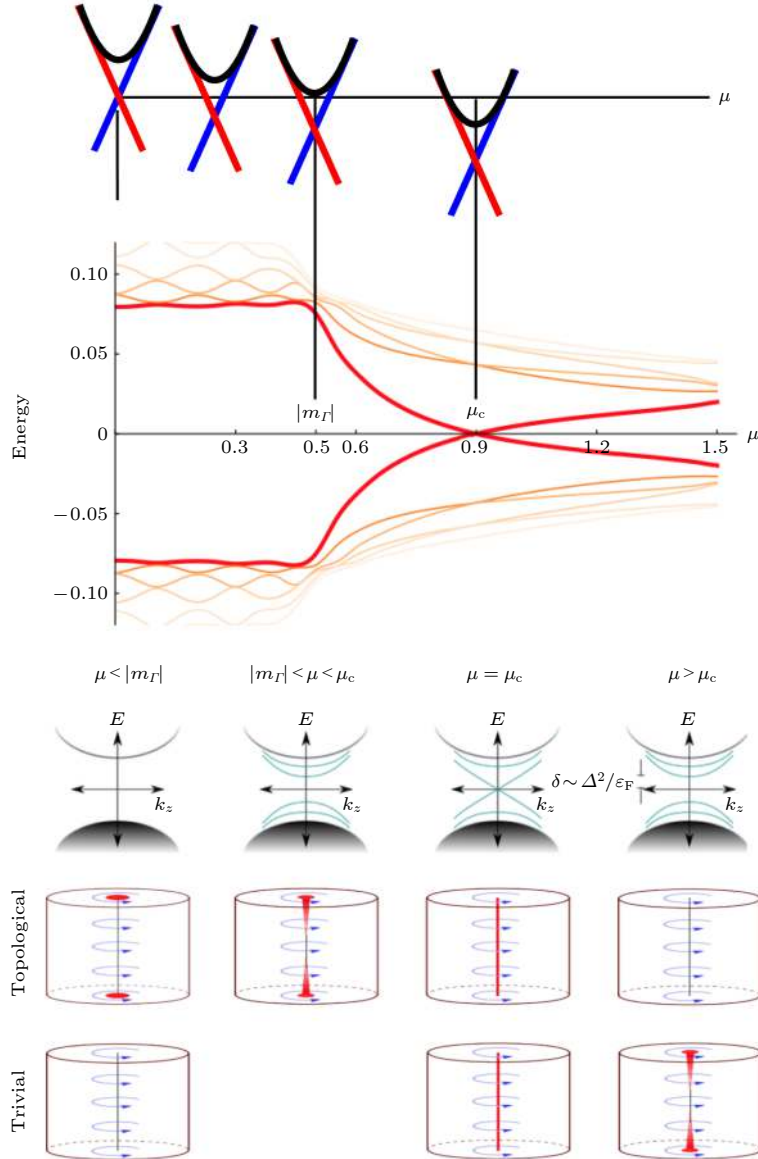 μ
0.10
0.05
0
−0.05
−0.10
Energy
|m_Γ|
μ_c
0.3
0.5
0.6
0.9
1.2
1.5
μ
μ < |m_Γ|
|m_Γ| < μ < μ_c
μ = μ_c
μ > μ_c
E
E
E
E
k_z
k_z
k_z
δ ∼ Δ²/ε_F
k_z
Topological
Trivial